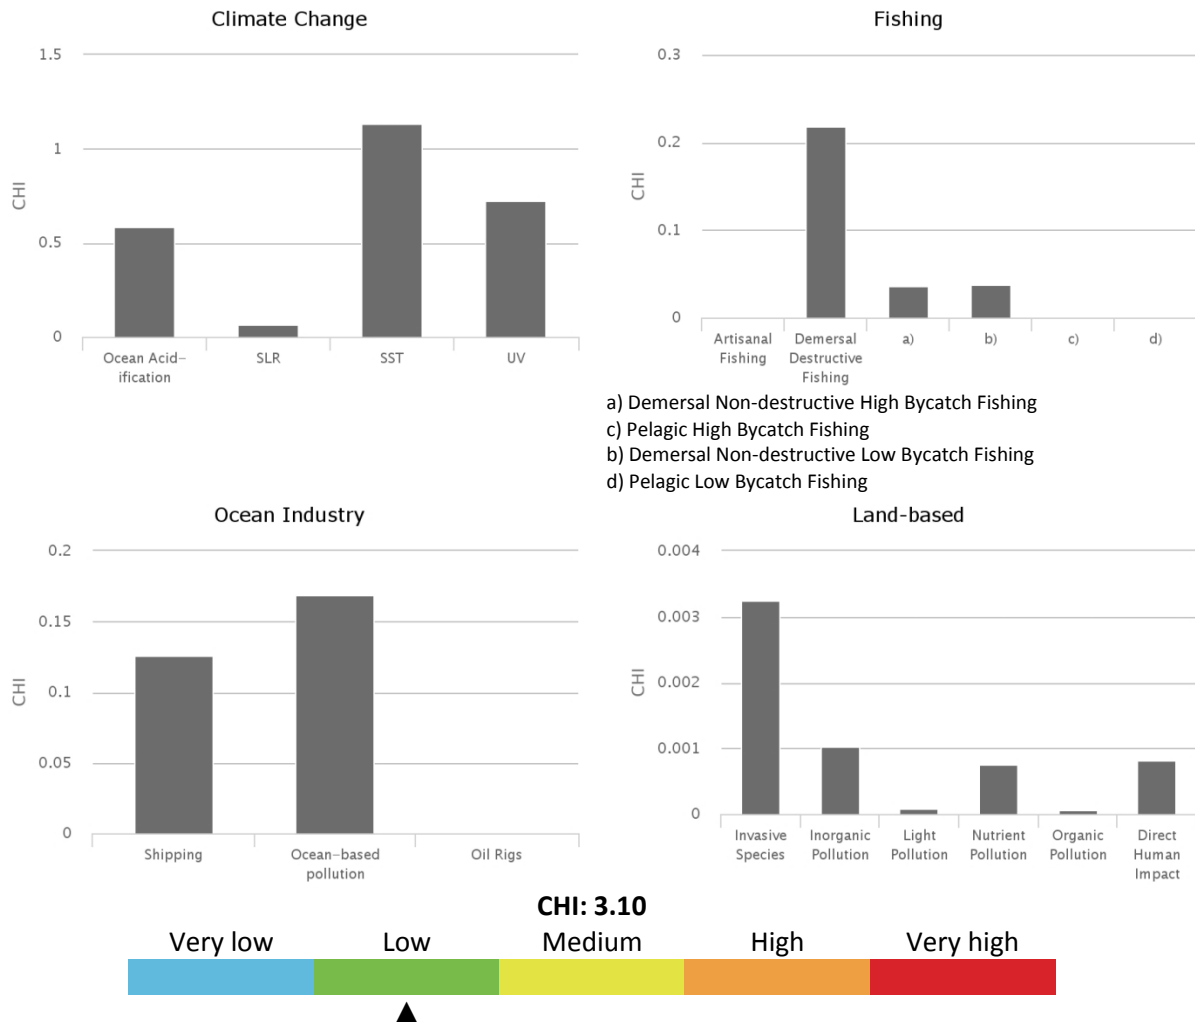 Climate Change
1.5
1
0.5
0
CHI
Ocean Acid–
ification
SLR
SST
UV
Fishing
0.3
0.2
0.1
0
CHI
Artisanal
Fishing
Demersal
Destructive
Fishing
a)
b)
c)
d)
a) Demersal Non-destructive High Bycatch Fishing
c) Pelagic High Bycatch Fishing
b) Demersal Non-destructive Low Bycatch Fishing
d) Pelagic Low Bycatch Fishing
Ocean Industry
0.2
0.15
0.1
0.05
0
CHI
Shipping
Ocean–based
pollution
Oil Rigs
Land-based
0.004
0.003
0.002
0.001
0
CHI
Invasive
Species
Inorganic
Pollution
Light
Pollution
Nutrient
Pollution
Organic
Pollution
Direct
Human
Impact
CHI: 3.10
Very low Low Medium High Very high